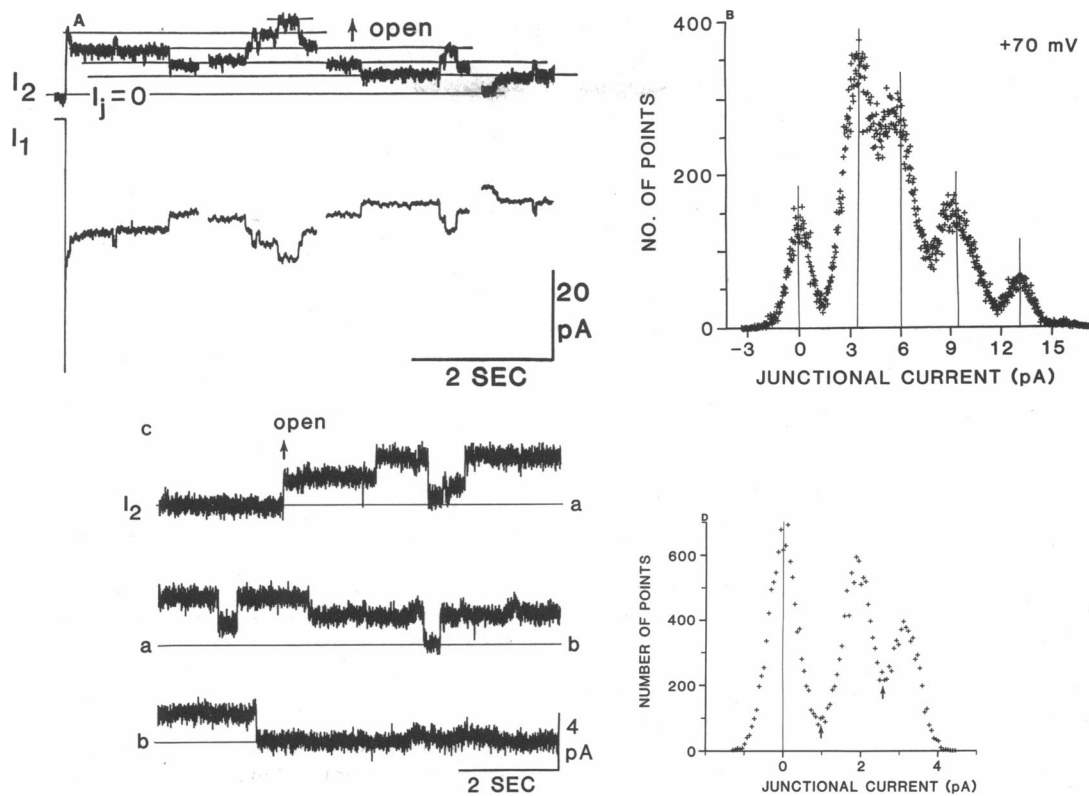 A
↑ open
I2
Ij=0
I1
20
pA
2 SEC
B
+70 mV
400
300
200
100
0
NO. OF POINTS
-3 0 3 6 9 12 15
JUNCTIONAL CURRENT (pA)
c
open
↑
I2
a
a
b
b
4
pA
2 SEC
D
600
400
200
0
NUMBER OF POINTS
0 2 4
JUNCTIONAL CURRENT (pA)